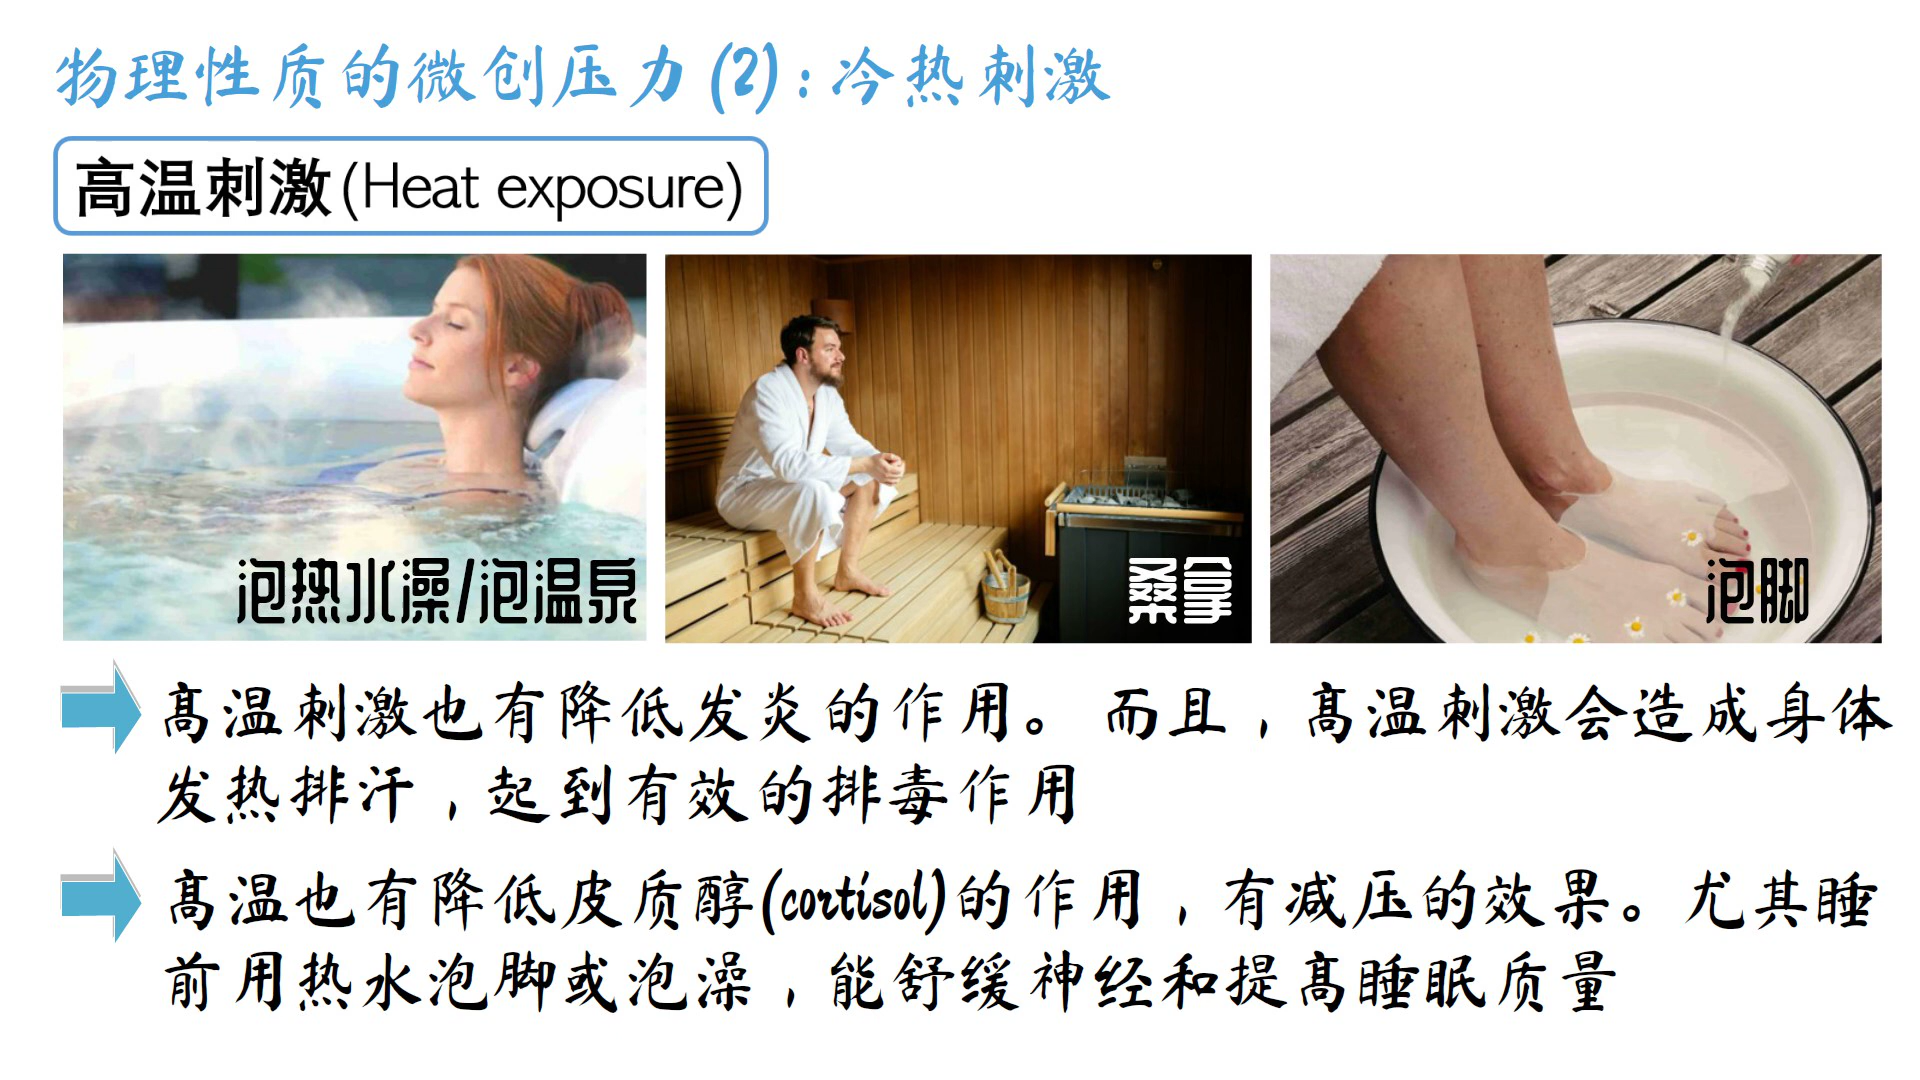 物理性质的微创压力(2):冷热刺激
高温刺激(Heat exposure)
泡热水澡/泡温泉
桑拿
泡脚
高温刺激也有降低发炎的作用。 而且，高温刺激会造成身体
发热排汗，起到有效的排毒作用
高温也有降低皮质醇(cortisol)的作用，有减压的效果。尤其睡
前用热水泡脚或泡澡，能舒缓神经和提高睡眠质量